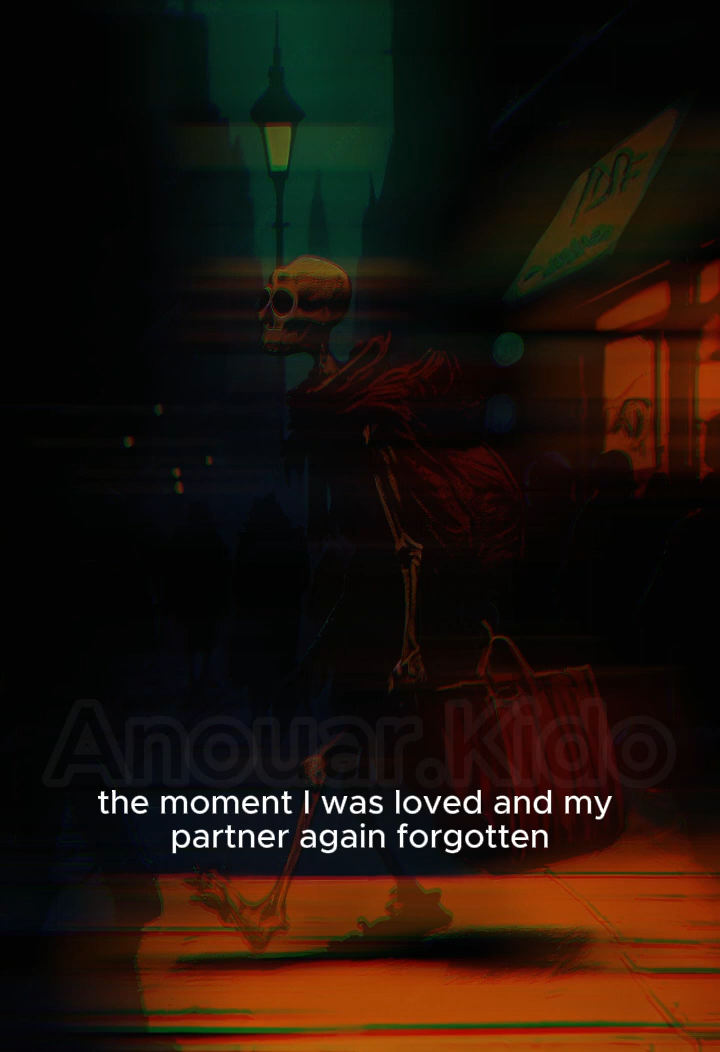 Anouar.Kido
the moment I was loved and my
partner again forgotten